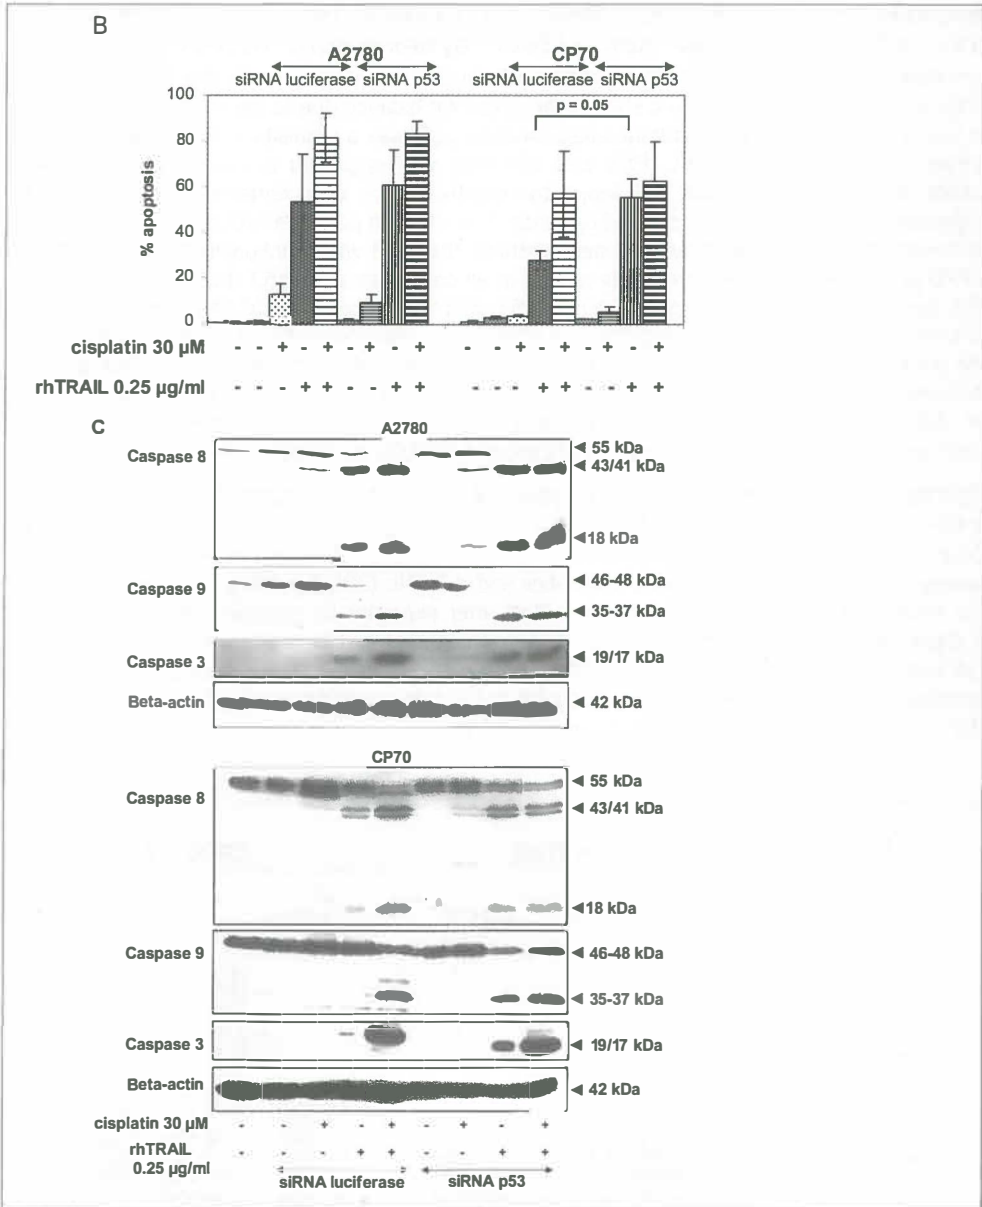 B
A2780 CP70
siRNA luciferase siRNA p53 siRNA luciferase siRNA p53
p = 0.05
100
80
60
40
20
0
% apoptosis
cisplatin 30 µM - - + - + - + - + - - + - + - + - +
rhTRAIL 0.25 µg/ml - - - + + - - + + - - - + + - - + +
C
A2780
Caspase 8
55 kDa
43/41 kDa
18 kDa
Caspase 9
46-48 kDa
35-37 kDa
Caspase 3
19/17 kDa
Beta-actin
42 kDa
CP70
Caspase 8
55 kDa
43/41 kDa
18 kDa
Caspase 9
46-48 kDa
35-37 kDa
Caspase 3
19/17 kDa
Beta-actin
42 kDa
cisplatin 30 µM - - + - + - + - +
rhTRAIL - - - + + - - + +
0.25 µg/ml
siRNA luciferase siRNA p53